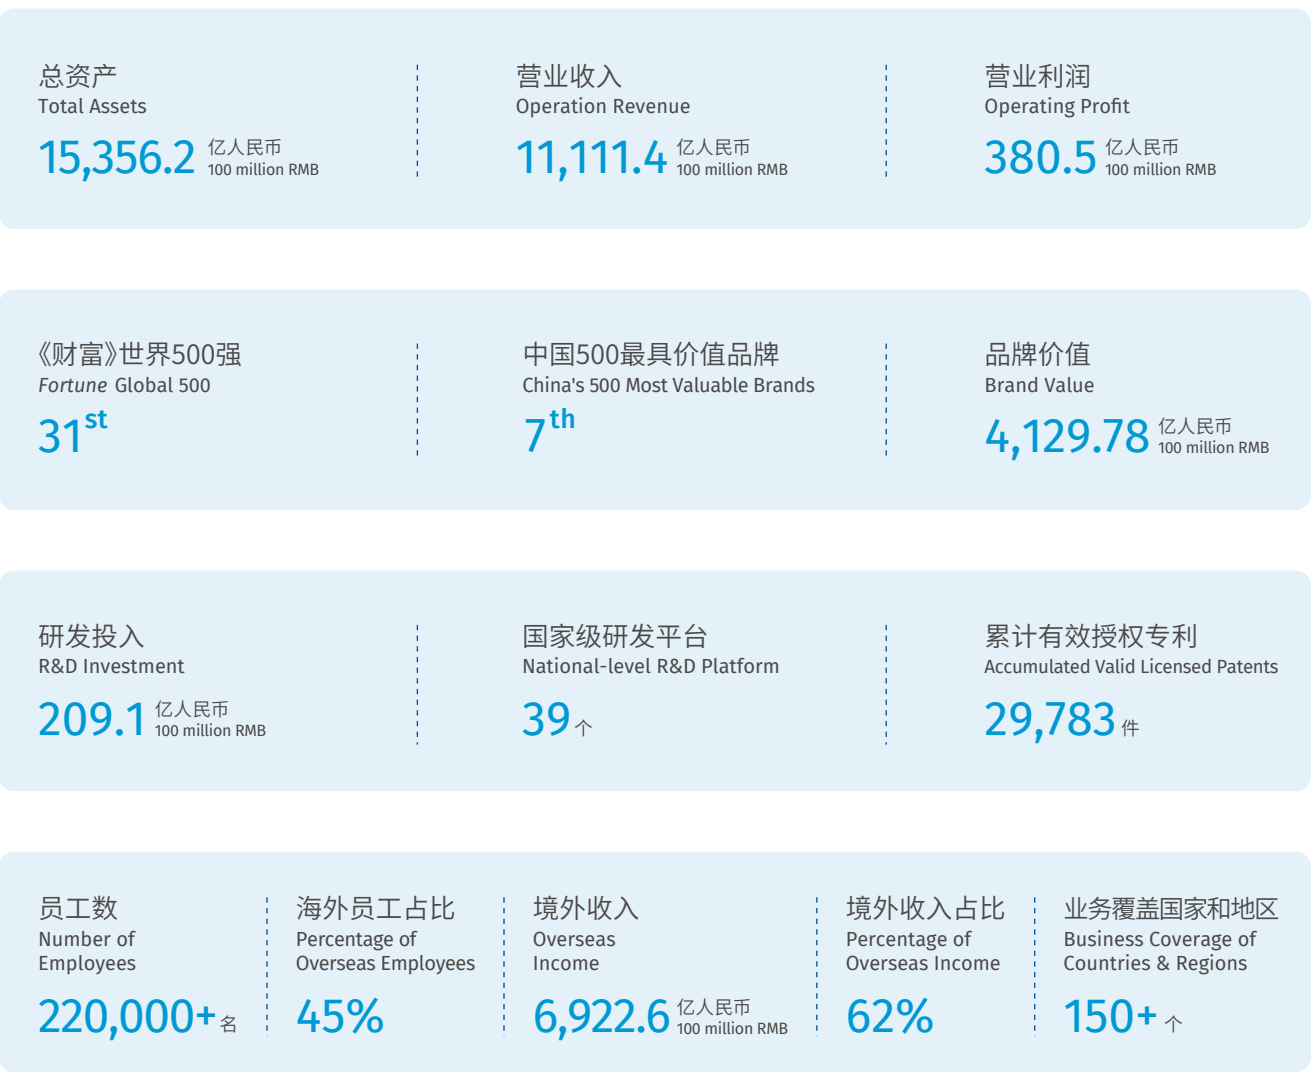 总资产
Total Assets
15,356.2 亿人民币
100 million RMB
营业收入
Operation Revenue
11,111.4 亿人民币
100 million RMB
营业利润
Operating Profit
380.5 亿人民币
100 million RMB
《财富》世界500强
Fortune Global 500
31st
中国500最具价值品牌
China's 500 Most Valuable Brands
7th
品牌价值
Brand Value
4,129.78 亿人民币
100 million RMB
研发投入
R&D Investment
209.1 亿人民币
100 million RMB
国家级研发平台
National-level R&D Platform
39 个
累计有效授权专利
Accumulated Valid Licensed Patents
29,783 件
员工数
Number of
Employees
220,000+ 名
海外员工占比
Percentage of
Overseas Employees
45%
境外收入
Overseas
Income
6,922.6 亿人民币
100 million RMB
境外收入占比
Percentage of
Overseas Income
62%
业务覆盖国家和地区
Business Coverage of
Countries & Regions
150+ 个